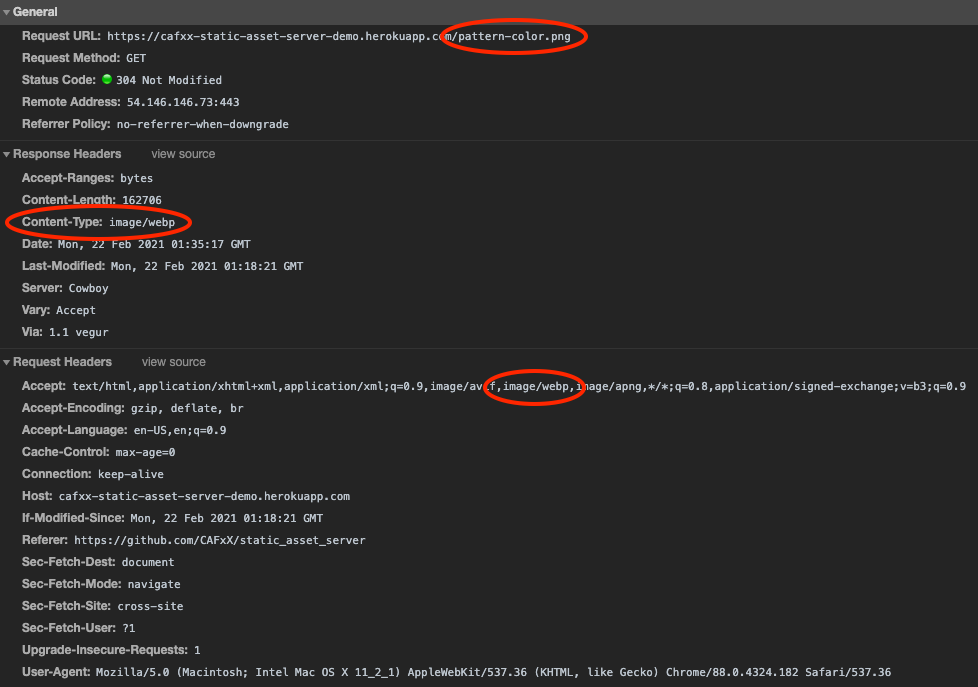 General
Request URL: https://cafxx-static-asset-server-demo.herokuapp.com/pattern-color.png
Request Method: GET
Status Code: 304 Not Modified
Remote Address: 54.146.146.73:443
Referrer Policy: no-referrer-when-downgrade
Response Headers view source
Accept-Ranges: bytes
Content-Length: 162706
Content-Type: image/webp
Date: Mon, 22 Feb 2021 01:35:17 GMT
Last-Modified: Mon, 22 Feb 2021 01:18:21 GMT
Server: Cowboy
Vary: Accept
Via: 1.1 vegur
Request Headers view source
Accept: text/html,application/xhtml+xml,application/xml;q=0.9,image/avif,image/webp,image/apng,*/*;q=0.8,application/signed-exchange;v=b3;q=0.9
Accept-Encoding: gzip, deflate, br
Accept-Language: en-US,en;q=0.9
Cache-Control: max-age=0
Connection: keep-alive
Host: cafxx-static-asset-server-demo.herokuapp.com
If-Modified-Since: Mon, 22 Feb 2021 01:18:21 GMT
Referer: https://github.com/CAFxX/static_asset_server
Sec-Fetch-Dest: document
Sec-Fetch-Mode: navigate
Sec-Fetch-Site: cross-site
Sec-Fetch-User: ?1
Upgrade-Insecure-Requests: 1
User-Agent: Mozilla/5.0 (Macintosh; Intel Mac OS X 11_2_1) AppleWebKit/537.36 (KHTML, like Gecko) Chrome/88.0.4324.182 Safari/537.36